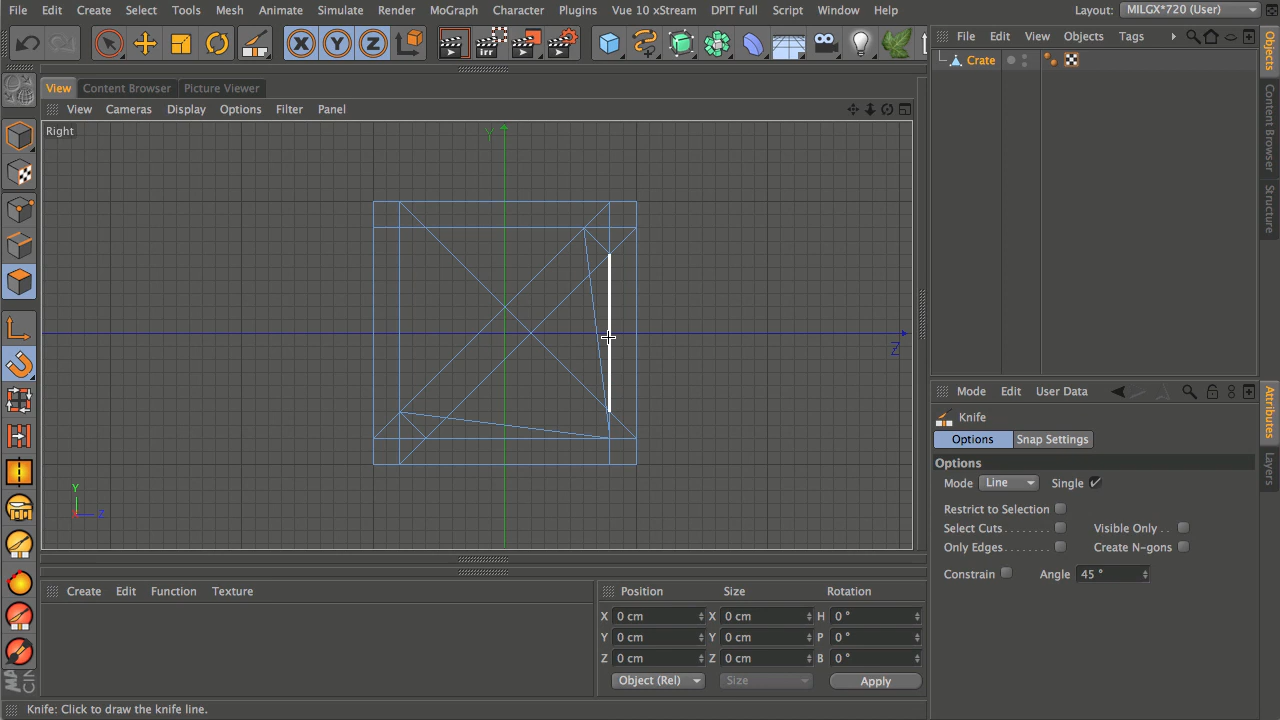 File Edit Create Select Tools Mesh Animate Simulate Render MoGraph Character Plugins Vue 10 xStream DPIT Full Script Window Help Layout: MILGX*720 (User)
X Y Z irr
File Edit View Objects Tags
Crate
View Content Browser Picture Viewer
View Cameras Display Options Filter Panel
Right
Y
Z
Y
X Z
Objects
Content Browser
Structure
Mode Edit User Data
Knife
Options Snap Settings
Options
Mode Line Single
Restrict to Selection
Select Cuts Visible Only
Only Edges Create N-gons
Constrain Angle 45 °
Attributes
Layers
Create Edit Function Texture
Position Size Rotation
X 0 cm X 0 cm H 0 °
Y 0 cm Y 0 cm P 0 °
Z 0 cm Z 0 cm B 0 °
Object (Rel) Size Apply
Knife: Click to draw the knife line.